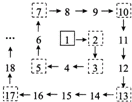 7 → 8 → 9 → 10
... 6 1 → 2 11
18 5 ← 4 ← 3 12
17 ← 16 ← 15 ← 14 ← 13